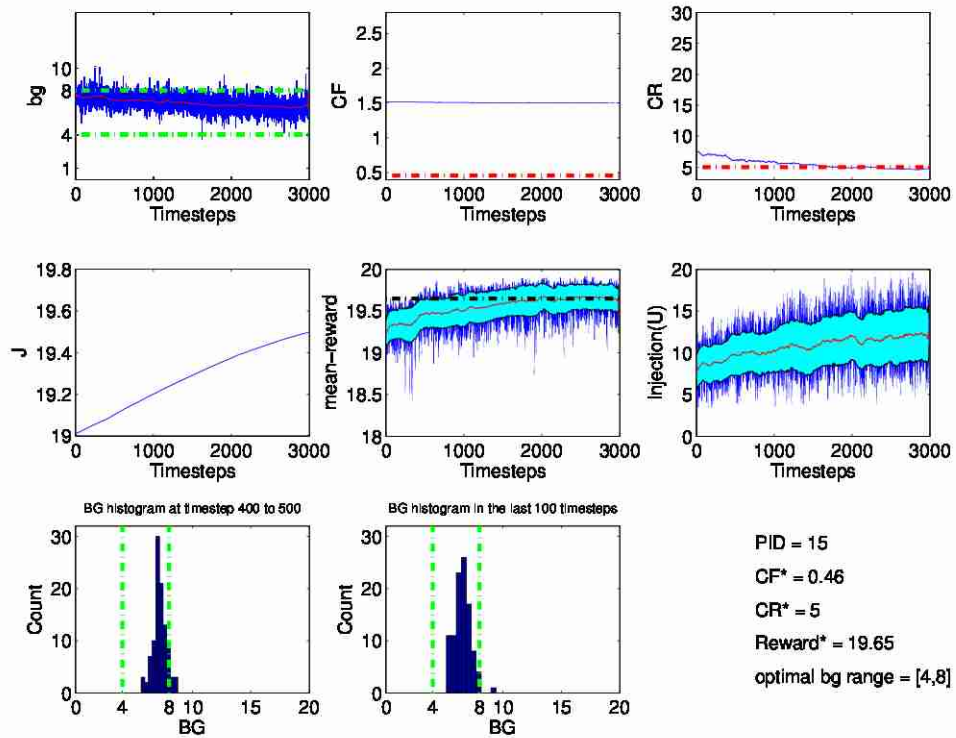 bg
10
8
4
1
0 1000 2000 3000
Timesteps
CF
2.5
2
1.5
1
0.5
0 1000 2000 3000
Timesteps
CR
30
25
20
15
10
5
0 1000 2000 3000
Timesteps
J
19.8
19.6
19.4
19.2
19
0 1000 2000 3000
Timesteps
mean-reward
20
19.5
19
18.5
18
0 1000 2000 3000
Timesteps
Injection(U)
20
15
10
5
0
0 1000 2000 3000
Timesteps
BG histogram at timestep 400 to 500
Count
30
20
10
0
0 4 8 12 16 20
BG
BG histogram in the last 100 timesteps
Count
30
20
10
0
0 4 8 12 16 20
BG
PID = 15
CF* = 0.46
CR* = 5
Reward* = 19.65
optimal bg range = [4,8]